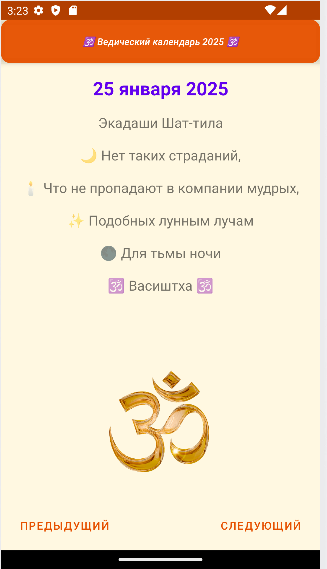 3:23
🕉 Ведический календарь 2025 🕉
25 января 2025
Экадаши Шат-тила
🌙 Нет таких страданий,
🕯 Что не пропадают в компании мудрых,
✨ Подобных лунным лучам
🌑 Для тьмы ночи
🕉 Васиштха 🕉
ॐ
ПРЕДЫДУЩИЙ
СЛЕДУЮЩИЙ